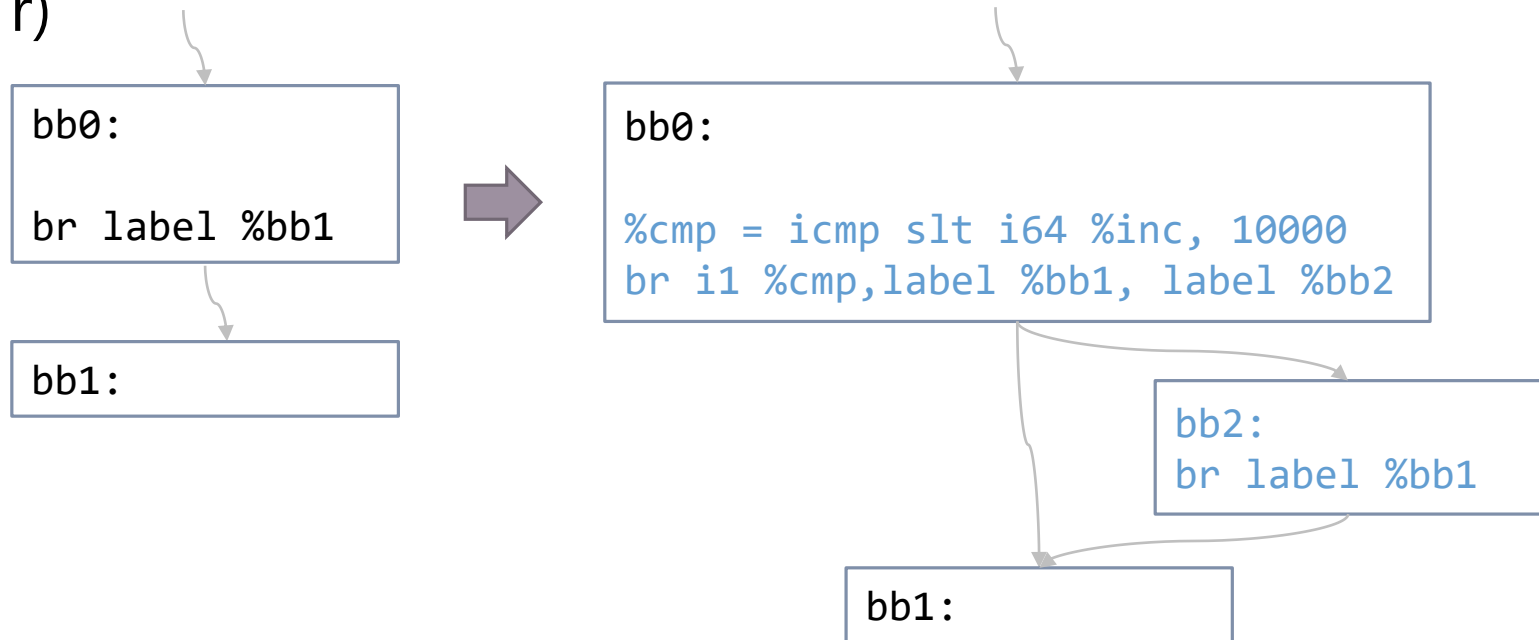 r)
bb0:
br label %bb1
bb1:
bb0:
%cmp = icmp slt i64 %inc, 10000
br i1 %cmp,label %bb1, label %bb2
bb2:
br label %bb1
bb1: